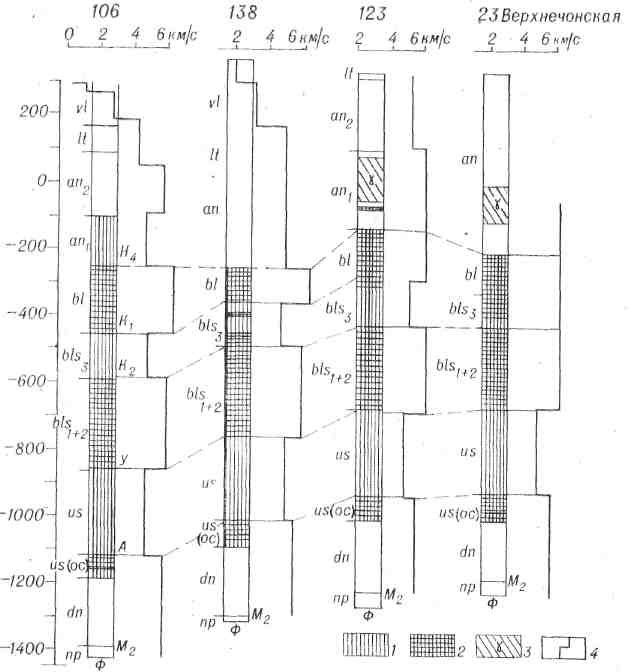 106 138 123 23 Верхнечонская
0 2 4 6 км/с
2 4 6 км/с
2 4 6 км/с
2 4 6 км/с
200
0
-200
-400
-600
-800
-1000
-1200
-1400
vl
lt
an₂
an₁
H₄
bl
K₁
bls₃
K₂
bls₁₊₂
У
us
A
us(oc)
dn
M₂
np
Ф
vl
lt
an
bl
bls₃
bls₁₊₂
us
us
(oc)
dn
M₂
np
Ф
lt
an₂
an₁
γ
bl
bls₃
bls₁₊₂
us
us(oc)
dn
M₂
np
Ф
an
γ
bl
bls₃
bls₁₊₂
us
us(oc)
dn
M₂
np
Ф
1 2 γ 3 4